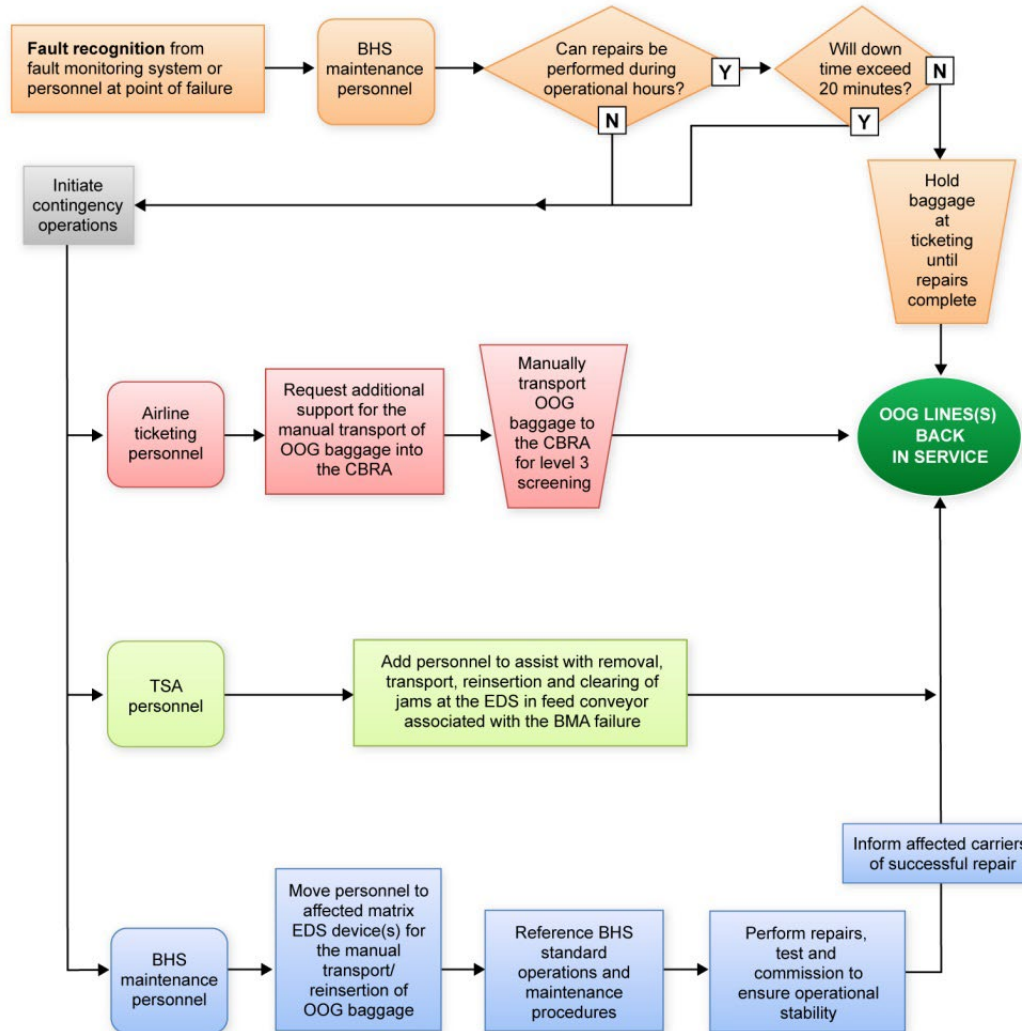 Fault recognition from
fault monitoring system or
personnel at point of failure
BHS
maintenance
personnel
Can repairs be
performed during
operational hours?
Y
N
Will down
time exceed
20 minutes?
N
Y
Initiate
contingency
operations
Hold
baggage
at
ticketing
until
repairs
complete
Airline
ticketing
personnel
Request additional
support for the
manual transport of
OOG baggage into
the CBRA
Manually
transport
OOG
baggage to
the CBRA
for level 3
screening
OOG LINES(S)
BACK
IN SERVICE
TSA
personnel
Add personnel to assist with removal,
transport, reinsertion and clearing of
jams at the EDS in feed conveyor
associated with the BMA failure
Inform affected carriers
of successful repair
BHS
maintenance
personnel
Move personnel to
affected matrix
EDS device(s) for
the manual
transport/
reinsertion of
OOG baggage
Reference BHS
standard
operations and
maintenance
procedures
Perform repairs,
test and
commission to
ensure operational
stability